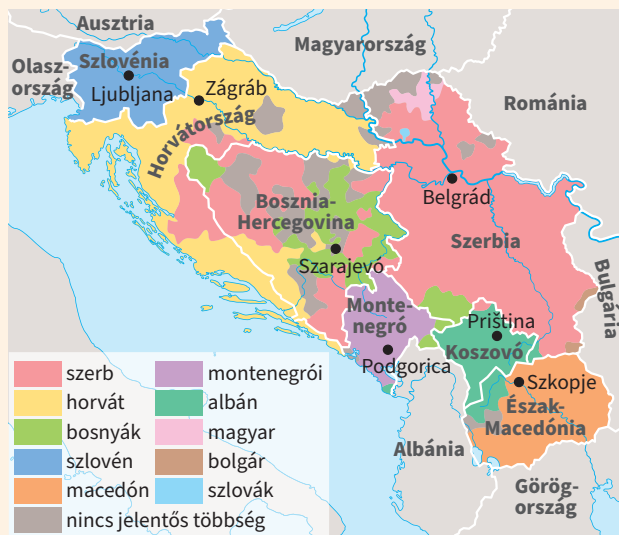 Ausztria
Magyarország
Olasz-
ország
Szlovénia
Ljubljana
Zágráb
Románia
Horvátország
Belgrád
Bosznia-
Hercegovina
Szerbia
Szarajevó
Bulgária
Monte-
negró
Priština
Koszovó
Podgorica
Szkopje
Észak-
Macedónia
Albánia
Görög-
ország
szerb
horvát
bosnyák
szlovén
macedón
nincs jelentős többség
montenegrói
albán
magyar
bolgár
szlovák